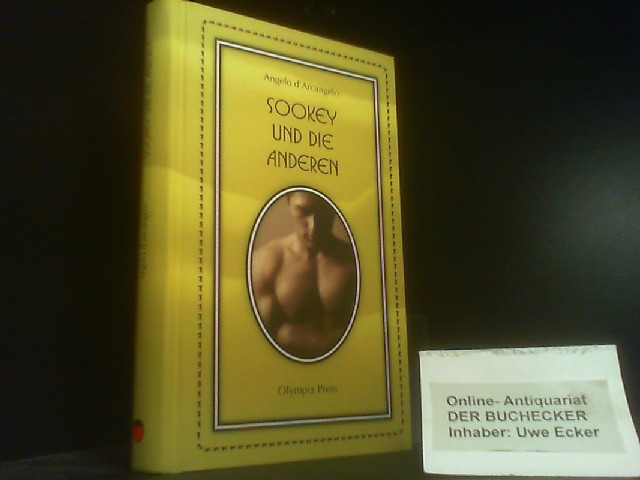 Angelo d'Arcangelo
SOOKEY
UND DIE
ANDEREN
Olympia Press
Online- Antiquariat
DER BUCHECKER
Inhaber: Uwe Ecker